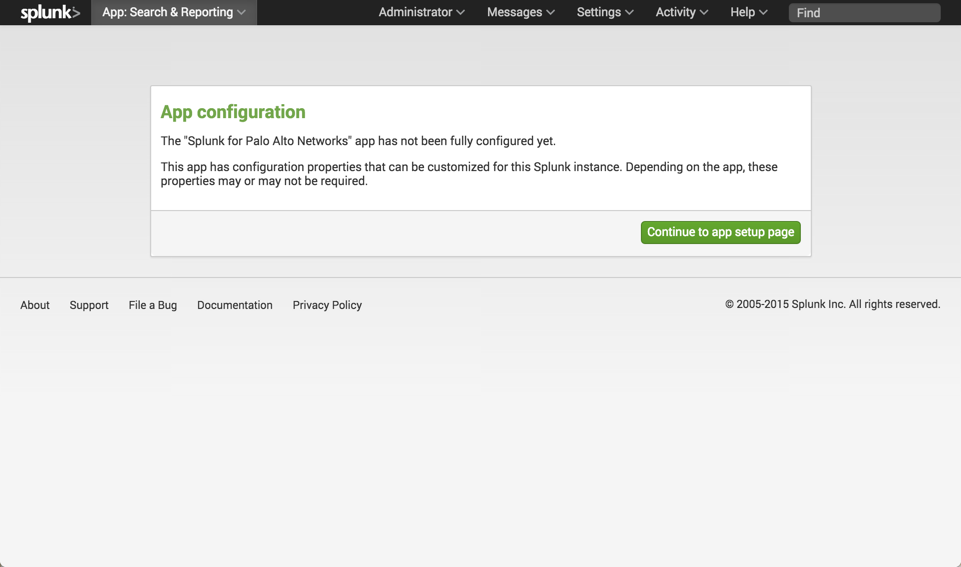 splunk> App: Search & Reporting Administrator Messages Settings Activity Help Find
App configuration
The "Splunk for Palo Alto Networks" app has not been fully configured yet.
This app has configuration properties that can be customized for this Splunk instance. Depending on the app, these
properties may or may not be required.
Continue to app setup page
About Support File a Bug Documentation Privacy Policy © 2005-2015 Splunk Inc. All rights reserved.